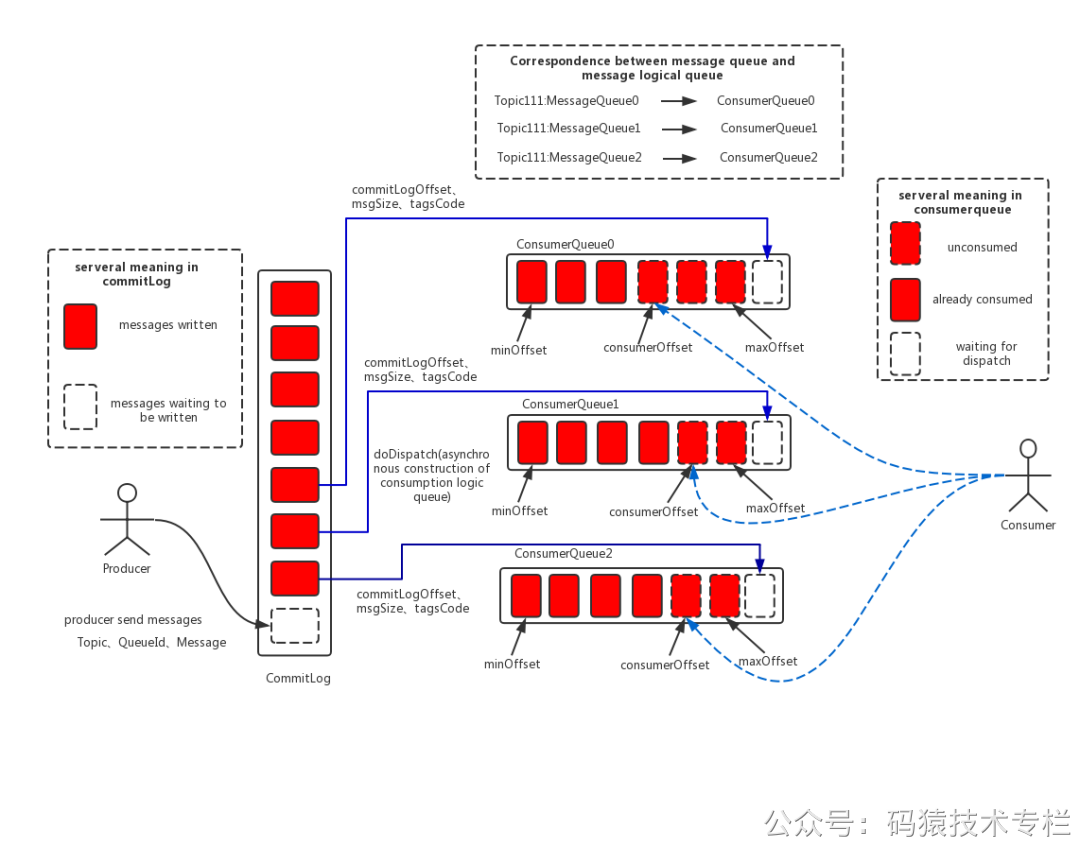 Correspondence between message queue and
message logical queue
Topic111:MessageQueue0
ConsumerQueue0
Topic111:MessageQueue1
ConsumerQueue1
Topic111:MessageQueue2
ConsumerQueue2
serveral meaning in
commitLog
messages written
messages waiting to
be written
Producer
producer send messages
Topic、QueueId、Message
CommitLog
commitLogOffset、
msgSize、tagsCode
ConsumerQueue0
minOffset
consumerOffset
maxOffset
commitLogOffset、
msgSize、tagsCode
ConsumerQueue1
doDispatch(asynchro
nous construction of
consumption logic
queue)
minOffset
consumerOffset
maxOffset
ConsumerQueue2
commitLogOffset、
msgSize、tagsCode
minOffset
consumerOffset
maxOffset
serveral meaning in
consumerqueue
unconsumed
already consumed
waiting for
dispatch
Consumer
公众号：码猿技术专栏